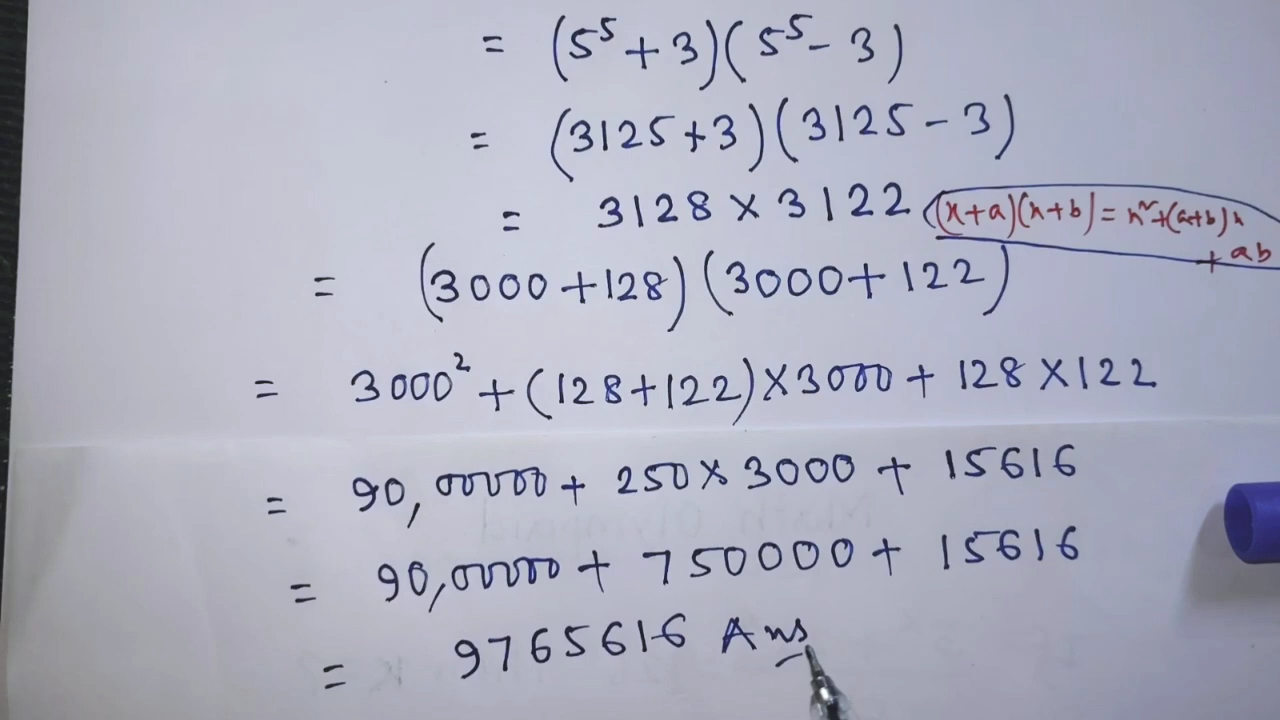 = (5⁵ + 3)(5⁵ - 3)
= (3125 + 3)(3125 - 3)
= 3128 × 3122 (x+a)(x+b) = x²+(a+b)x
+ ab
= (3000 + 128)(3000 + 122)
= 3000² + (128 + 122) × 3000 + 128 × 122
= 90,00000 + 250 × 3000 + 15616
= 90,00000 + 750000 + 15616
= 9765616 Ans